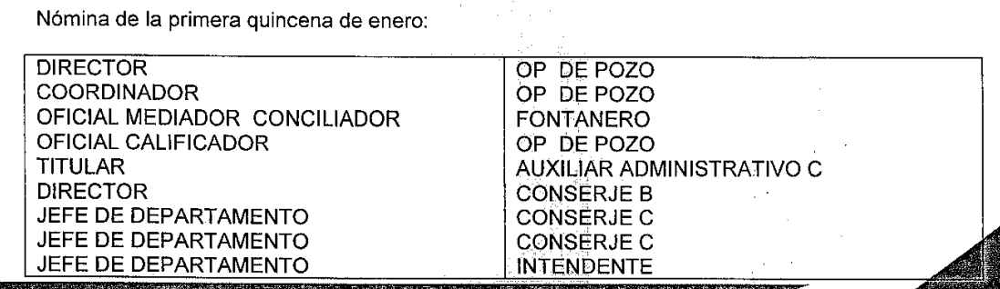 Nómina de la primera quincena de enero:
DIRECTOR
COORDINADOR
OFICIAL MEDIADOR CONCILIADOR
OFICIAL CALIFICADOR
TITULAR
DIRECTOR
JEFE DE DEPARTAMENTO
JEFE DE DEPARTAMENTO
JEFE DE DEPARTAMENTO
OP DE POZO
OP DE POZO
FONTANERO
OP DE POZO
AUXILIAR ADMINISTRATIVO C
CONSERJE B
CONSERJE C
CONSERJE C
INTENDENTE